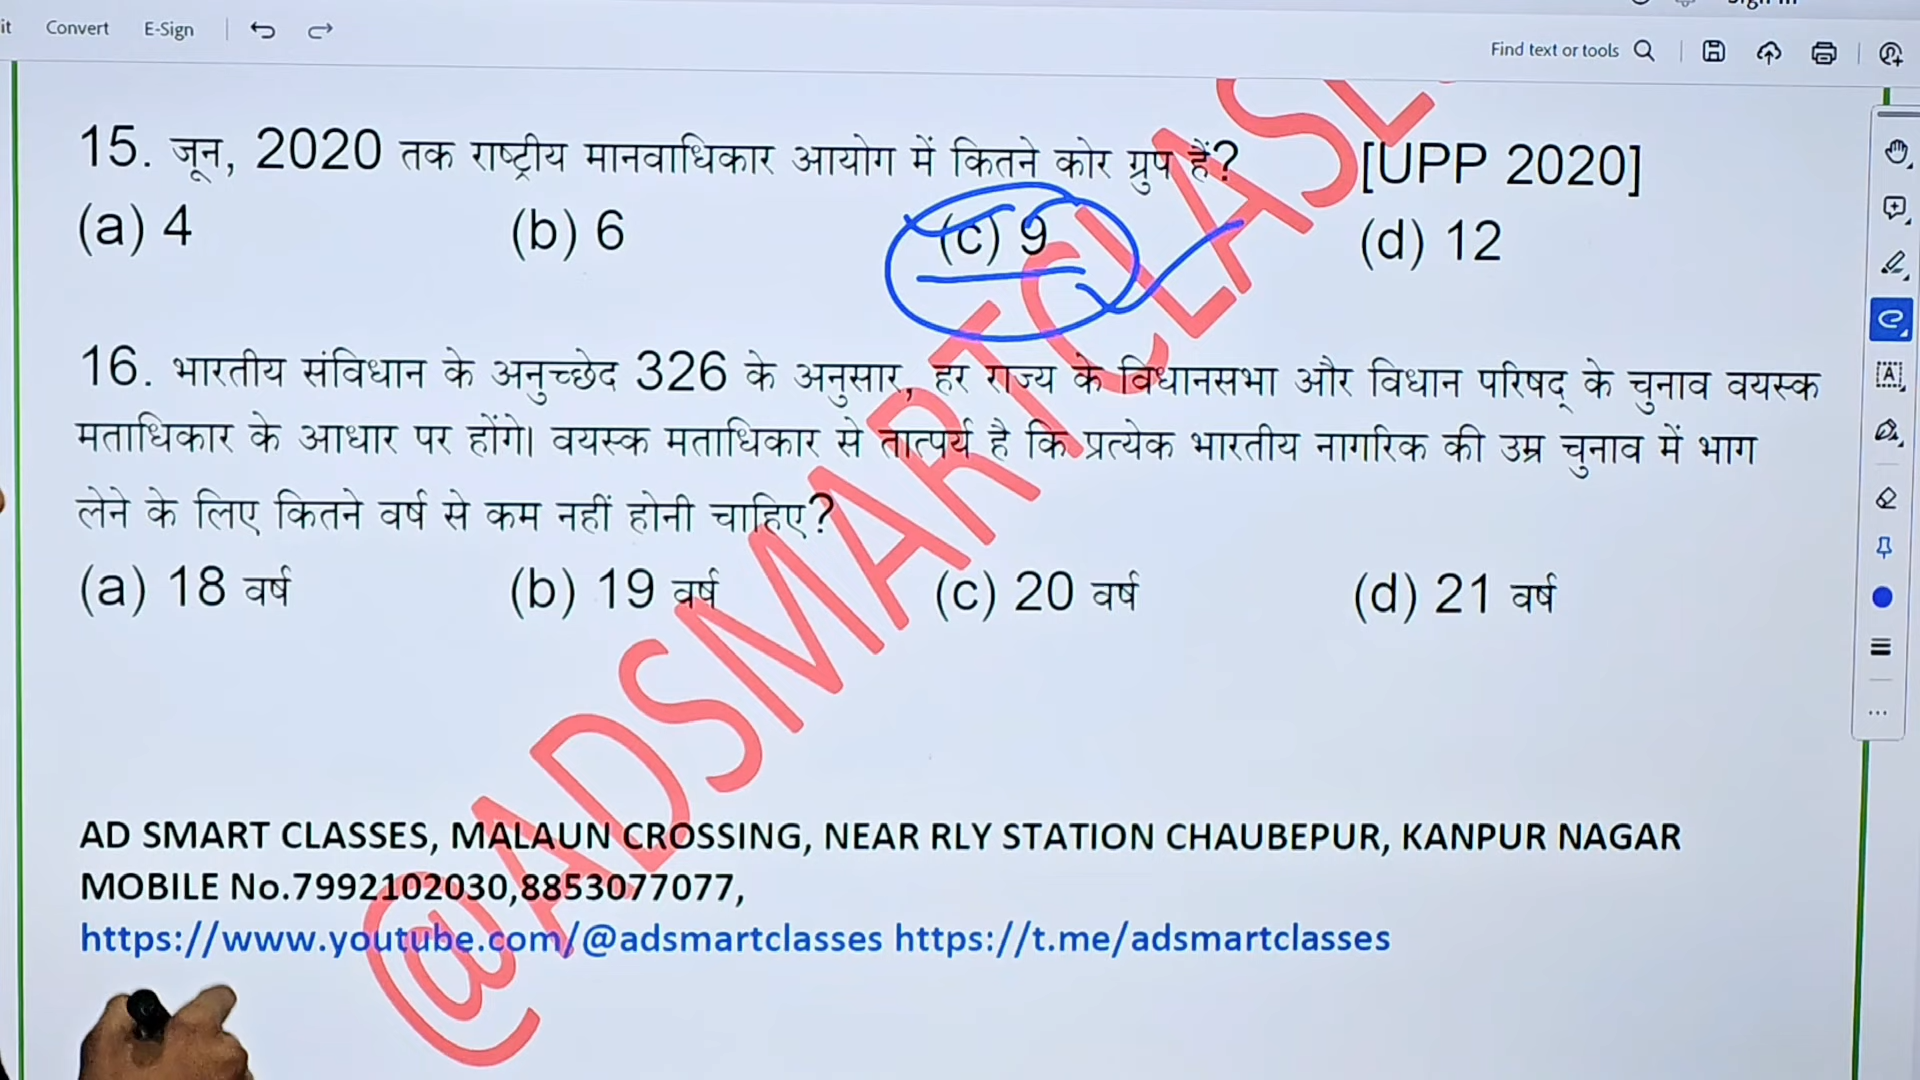 Convert E-Sign
Find text or tools
15. जून, 2020 तक राष्ट्रीय मानवाधिकार आयोग में कितने कोर ग्रुप हैं? [UPP 2020]
(a) 4 (b) 6 (c) 9 (d) 12
16. भारतीय संविधान के अनुच्छेद 326 के अनुसार, हर राज्य के विधानसभा और विधान परिषद् के चुनाव वयस्क
मताधिकार के आधार पर होंगे। वयस्क मताधिकार से तात्पर्य है कि प्रत्येक भारतीय नागरिक की उम्र चुनाव में भाग
लेने के लिए कितने वर्ष से कम नहीं होनी चाहिए?
(a) 18 वर्ष (b) 19 वर्ष (c) 20 वर्ष (d) 21 वर्ष
@ADSMARTCLASE
AD SMART CLASSES, MALAUN CROSSING, NEAR RLY STATION CHAUBEPUR, KANPUR NAGAR
MOBILE No.7992102030,8853077077,
https://www.youtube.com/@adsmartclasses https://t.me/adsmartclasses